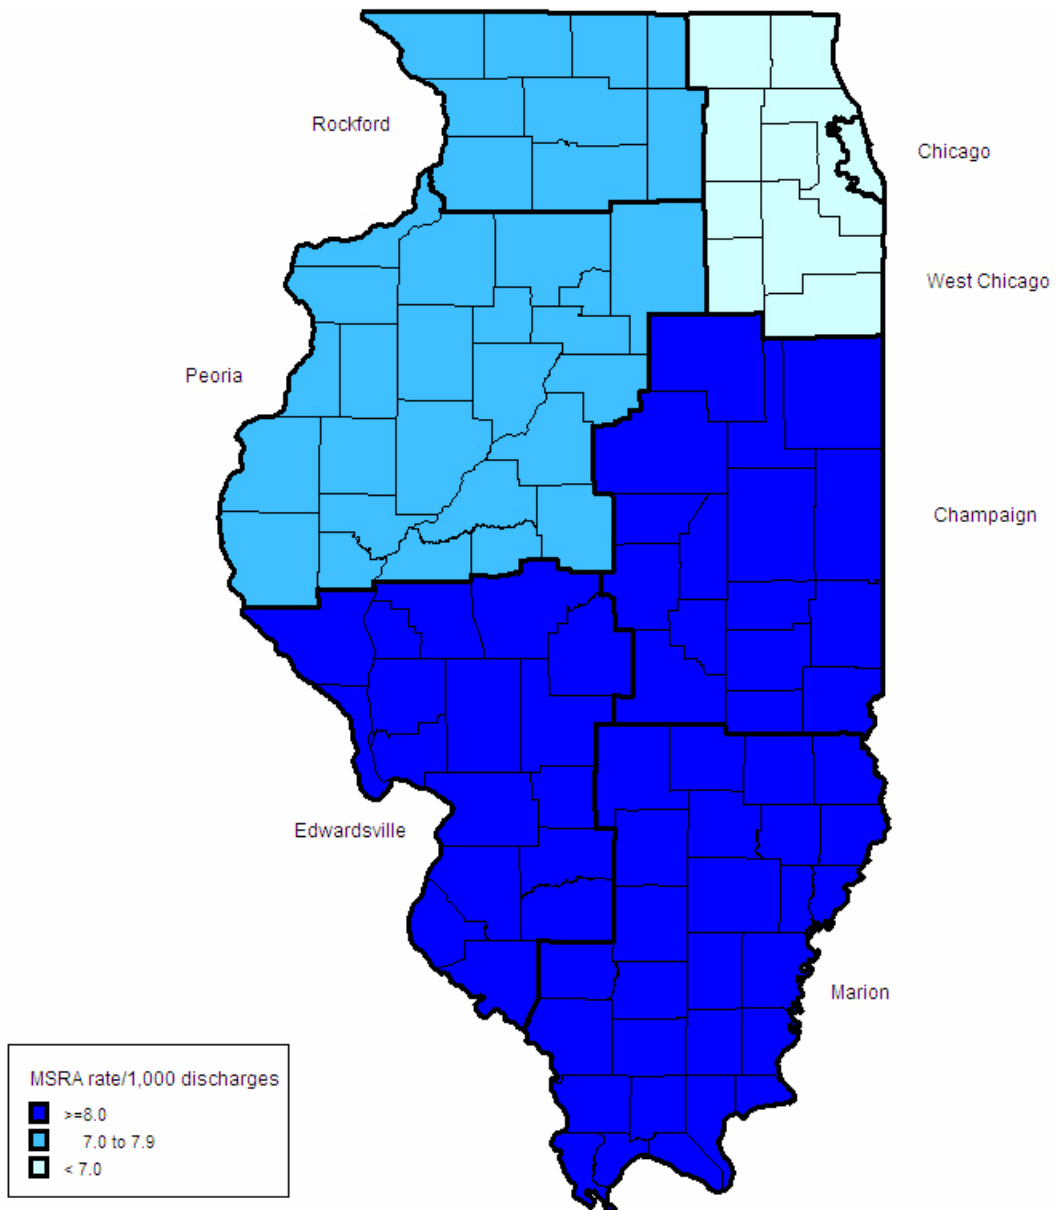 Rockford
Chicago
West Chicago
Peoria
Champaign
Edwardsville
Marion
MSRA rate/1,000 discharges
>=8.0
7.0 to 7.9
< 7.0